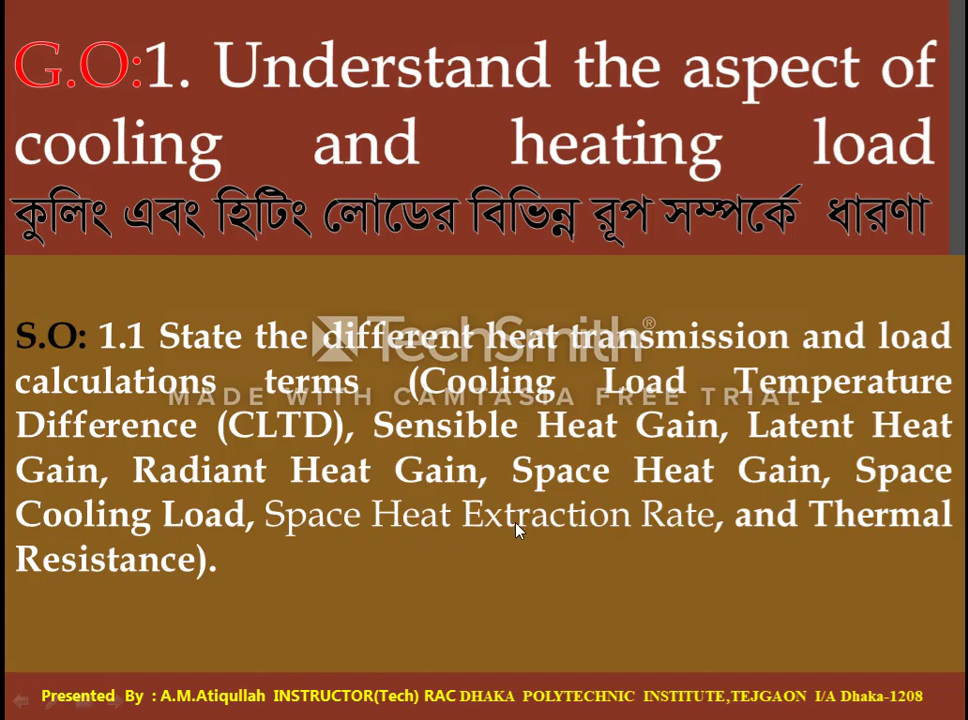 G.O:1. Understand the aspect of
cooling and heating load
কুলিং এবং হিটিং লোডের বিভিন্ন রূপ সম্পর্কে ধারণা
S.O: 1.1 State the different heat transmission and load
calculations terms (Cooling Load Temperature
Difference (CLTD), Sensible Heat Gain, Latent Heat
Gain, Radiant Heat Gain, Space Heat Gain, Space
Cooling Load, Space Heat Extraction Rate, and Thermal
Resistance).
TechSmith®
MADE WITH CAMTASIA FREE TRIAL
Presented By : A.M.Atiqullah INSTRUCTOR(Tech) RAC DHAKA POLYTECHNIC INSTITUTE,TEJGAON I/A Dhaka-1208